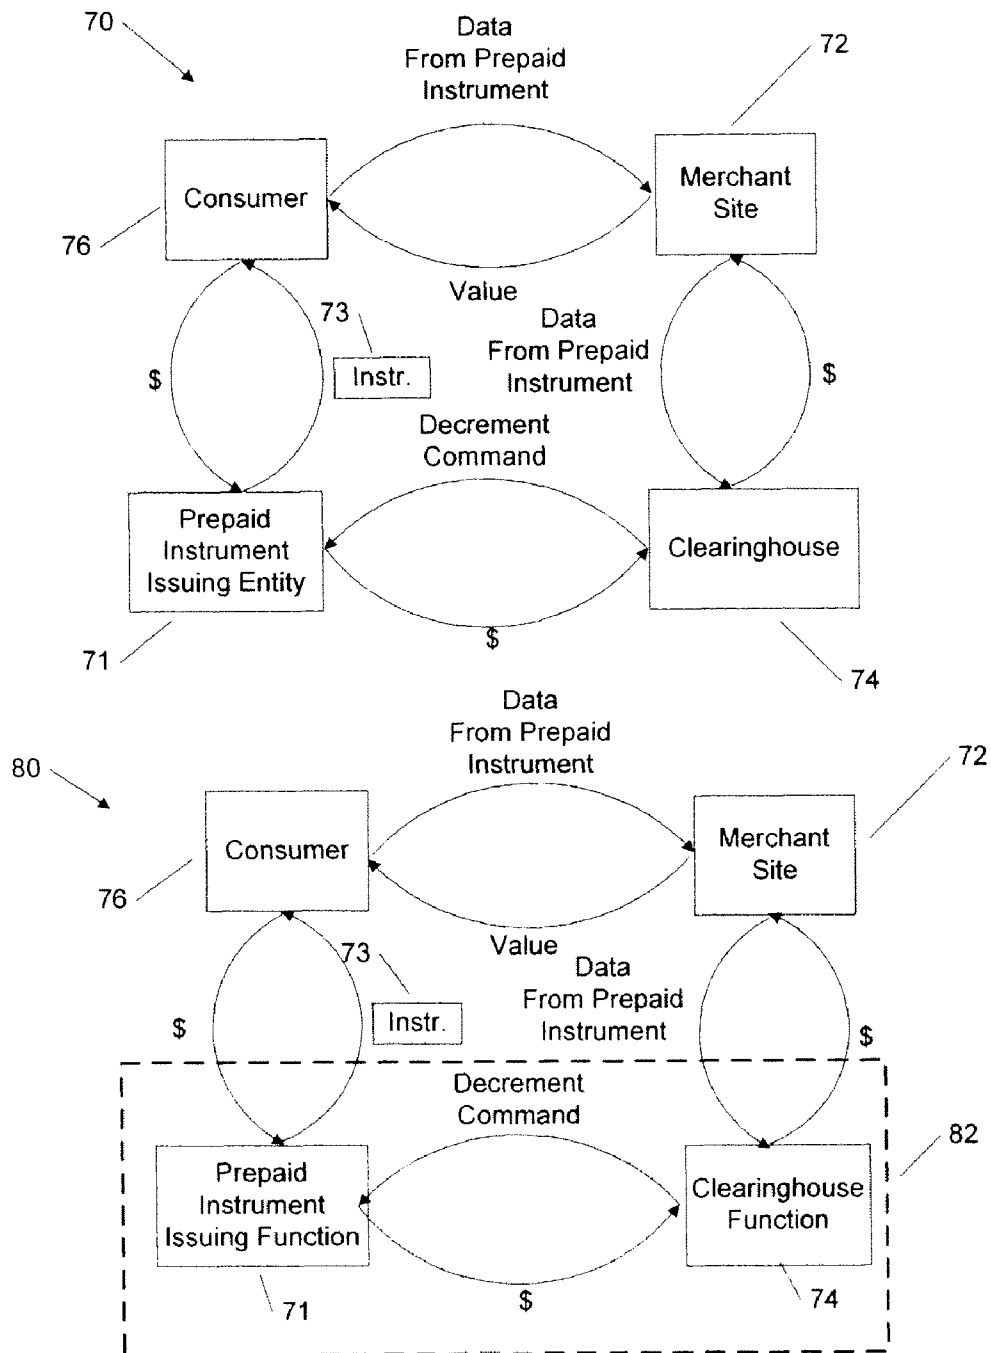 70
Data
From Prepaid
Instrument
72
Consumer
Merchant
Site
76
Value
73
Instr.
Data
From Prepaid
Instrument
$
$
Decrement
Command
Prepaid
Instrument
Issuing Entity
Clearinghouse
71
$
74
Data
From Prepaid
Instrument
80
72
Consumer
Merchant
Site
76
Value
73
Instr.
Data
From Prepaid
Instrument
$
$
Decrement
Command
82
Prepaid
Instrument
Issuing Function
Clearinghouse
Function
71
$
74